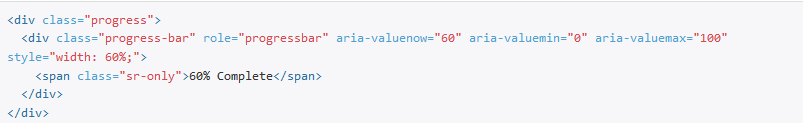 <div class="progress">
  <div class="progress-bar" role="progressbar" aria-valuenow="60" aria-valuemin="0" aria-valuemax="100"
style="width: 60%;">
    <span class="sr-only">60% Complete</span>
  </div>
</div>